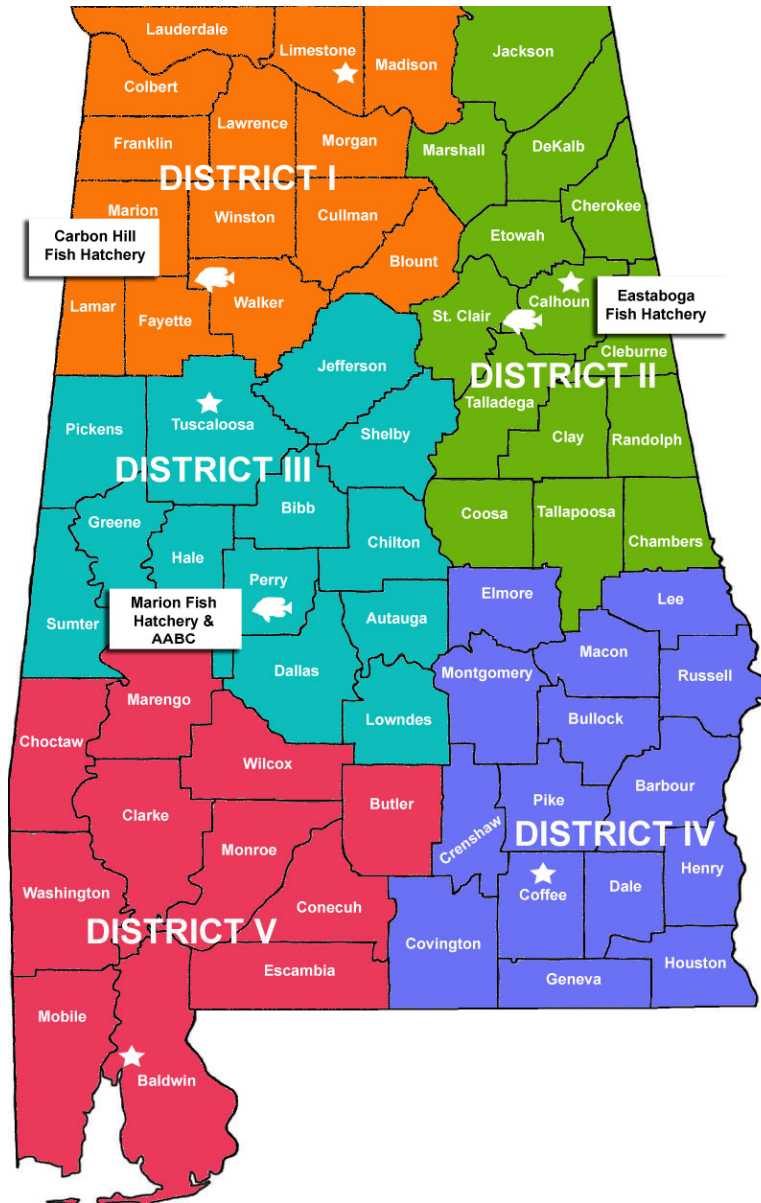 Lauderdale
Limestone
Madison
Jackson
Colbert
Lawrence
Franklin
Morgan
Marshall
DeKalb
DISTRICT I
Marion
Winston
Cullman
Cherokee
Etowah
Carbon Hill
Fish Hatchery
Blount
Lamar
Fayette
Walker
St. Clair
Calhoun
Eastaboga
Fish Hatchery
Cleburne
Jefferson
DISTRICT II
Talladega
Pickens
Tuscaloosa
Shelby
Clay
Randolph
DISTRICT III
Greene
Bibb
Coosa
Tallapoosa
Chambers
Hale
Chilton
Perry
Elmore
Lee
Marion Fish
Hatchery &
AABC
Sumter
Autauga
Macon
Dallas
Montgomery
Russell
Marengo
Lowndes
Bullock
Choctaw
Wilcox
Clarke
Butler
Pike
Barbour
DISTRICT IV
Crenshaw
Monroe
Washington
Conecuh
Coffee
Dale
Henry
DISTRICT V
Covington
Escambia
Geneva
Houston
Mobile
Baldwin